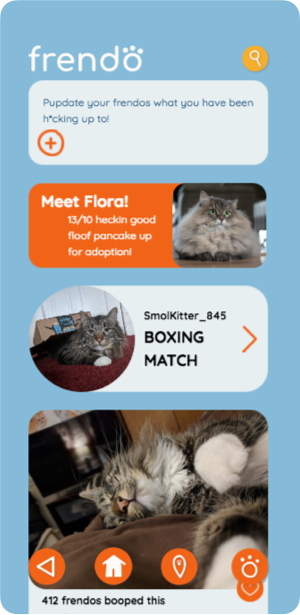 frendo
Pupdate your frendos what you have been
h*cking up to!
Meet Flora!
13/10 heckin good
floof pancake up
for adoption!
SmolKitter_845
BOXING
MATCH
412 frendos booped this